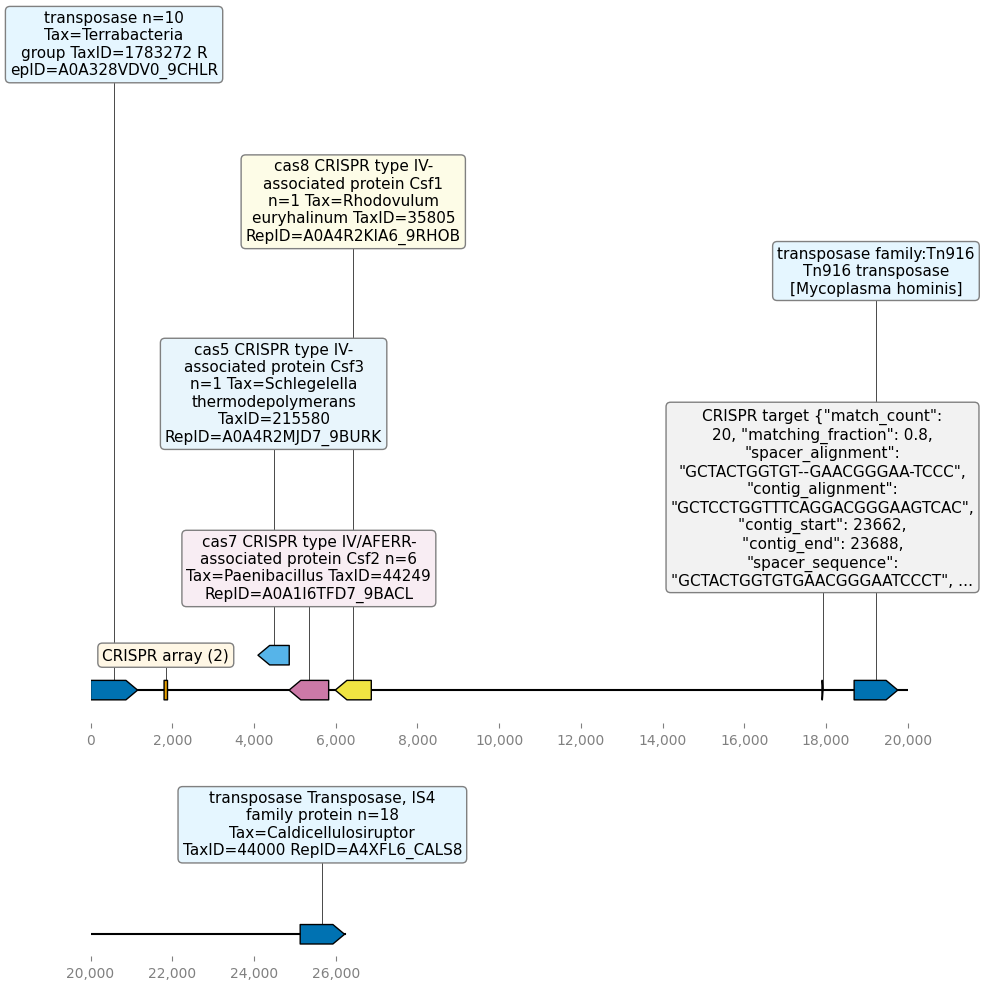 transposase n=10
Tax=Terrabacteria
group TaxID=1783272 R
epID=A0A328VDV0_9CHLR
cas8 CRISPR type IV-
associated protein Csf1
n=1 Tax=Rhodovulum
euryhalinum TaxID=35805
RepID=A0A4R2KIA6_9RHOB
transposase family:Tn916
Tn916 transposase
[Mycoplasma hominis]
cas5 CRISPR type IV-
associated protein Csf3
n=1 Tax=Schlegelella
thermodepolymerans
TaxID=215580
RepID=A0A4R2MJD7_9BURK
CRISPR target {"match_count":
20, "matching_fraction": 0.8,
"spacer_alignment":
"GCTACTGGTGT--GAACGGGAA-TCCC",
"contig_alignment":
"GCTCCTGGTTTCAGGACGGGAAGTCAC",
"contig_start": 23662,
"contig_end": 23688,
"spacer_sequence":
"GCTACTGGTGTGAACGGGAATCCCT", ...
cas7 CRISPR type IV/AFERR-
associated protein Csf2 n=6
Tax=Paenibacillus TaxID=44249
RepID=A0A1I6TFD7_9BACL
CRISPR array (2)
0 2,000 4,000 6,000 8,000 10,000 12,000 14,000 16,000 18,000 20,000
transposase Transposase, IS4
family protein n=18
Tax=Caldicellulosiruptor
TaxID=44000 RepID=A4XFL6_CALS8
20,000 22,000 24,000 26,000